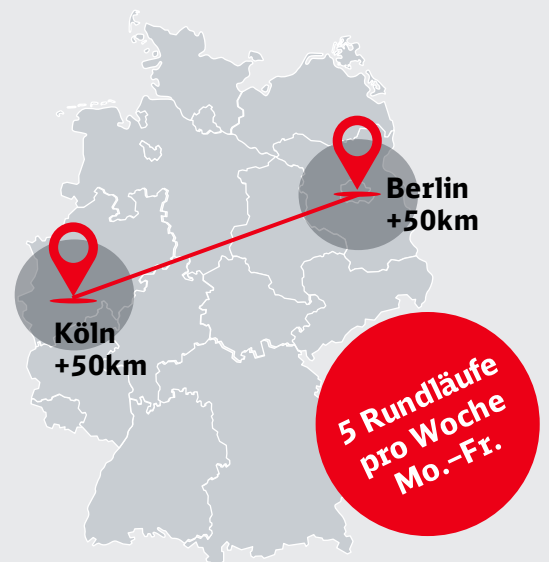 Berlin
+50km
Köln
+50km
5 Rundläufe
pro Woche
Mo.–Fr.